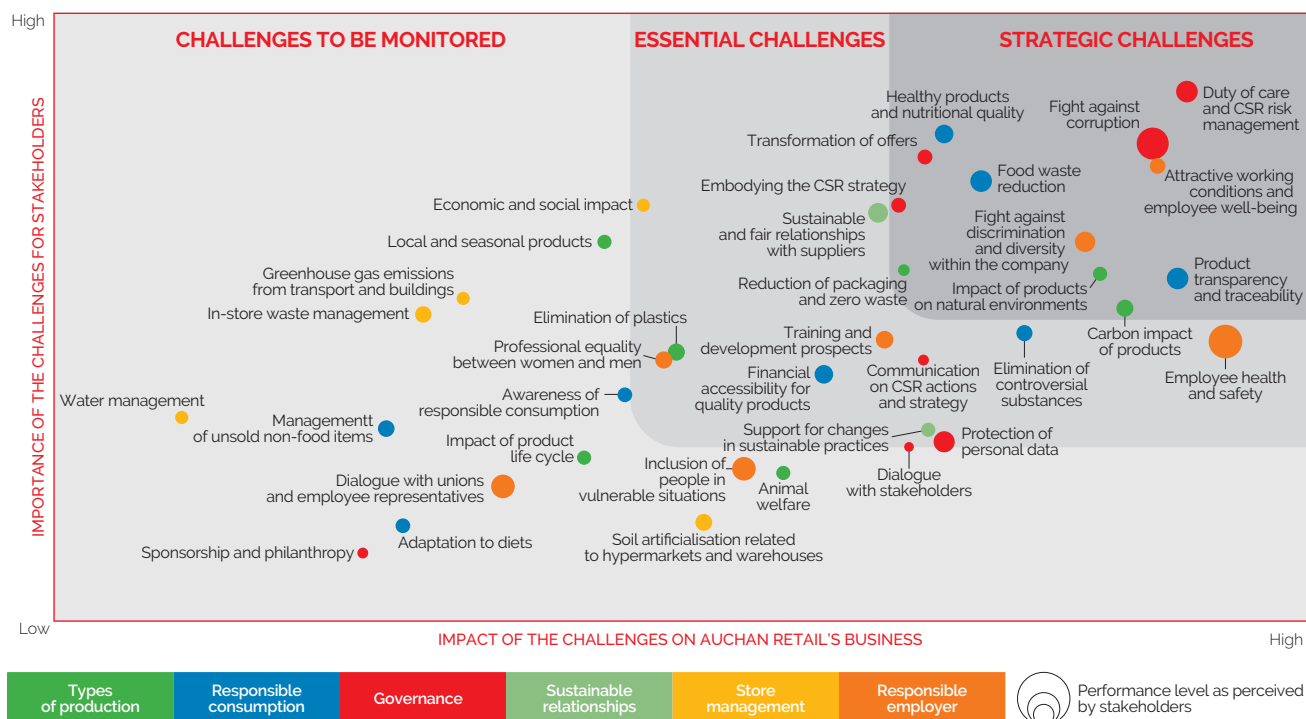 High
CHALLENGES TO BE MONITORED
ESSENTIAL CHALLENGES
STRATEGIC CHALLENGES
Healthy products
and nutritional quality
Fight against
corruption
Duty of care
and CSR risk
management
Transformation of offers
Food waste
reduction
Attractive working
conditions and
employee well-being
Embodying the CSR strategy
Economic and social impact
Sustainable
and fair relationships
with suppliers
Fight against
discrimination
and diversity
within the company
Local and seasonal products
Product
transparency
and traceability
Greenhouse gas emissions
from transport and buildings
Reduction of packaging
and zero waste
Impact of products
on natural environments
In-store waste management
Elimination of plastics
Training and
development prospects
Carbon impact
of products
Professional equality
between women and men
Financial
accessibility for
quality products
Communication
on CSR actions
and strategy
Elimination of
controversial
substances
Employee health
and safety
Awareness of
responsible consumption
Water management
Managementt
of unsold non-food items
Support for changes
in sustainable practices
Protection of
personal data
Impact of product
life cycle
Inclusion of
people in
vulnerable situations
Animal
welfare
Dialogue
with stakeholders
Dialogue with unions
and employee representatives
Adaptation to diets
Soil artificialisation related
to hypermarkets and warehouses
Sponsorship and philanthropy
IMPORTANCE OF THE CHALLENGES FOR STAKEHOLDERS
Low
IMPACT OF THE CHALLENGES ON AUCHAN RETAIL'S BUSINESS
High
Types
of production
Responsible
consumption
Governance
Sustainable
relationships
Store
management
Responsible
employer
Performance level as perceived
by stakeholders